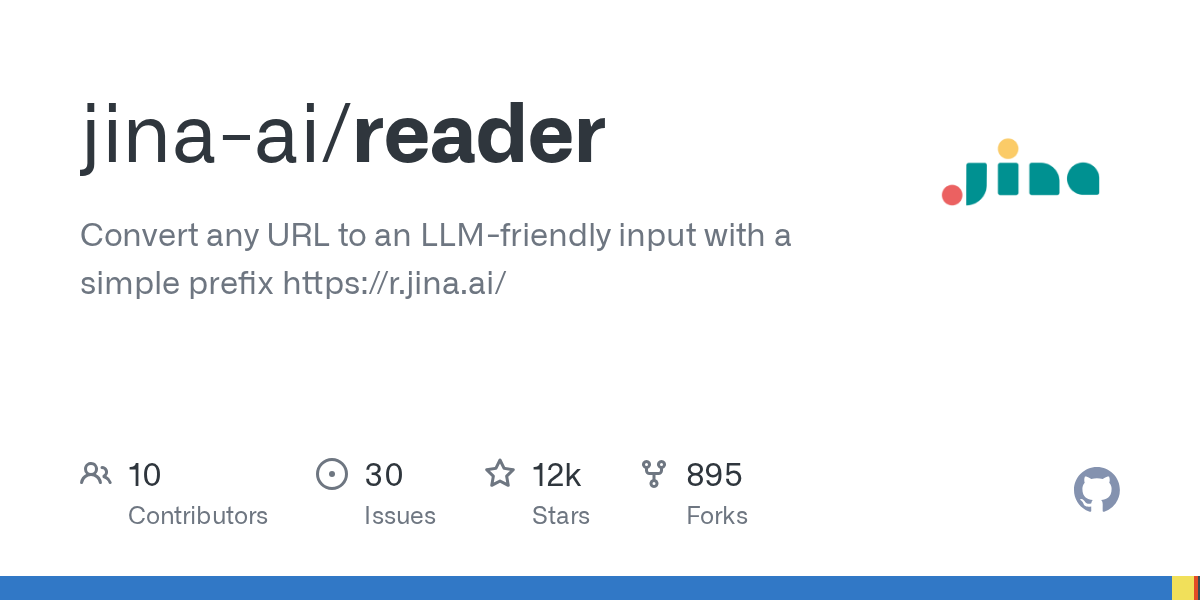 jina-ai/reader
jina
Convert any URL to an LLM-friendly input with a
simple prefix https://r.jina.ai/
10
Contributors
30
Issues
12k
Stars
895
Forks